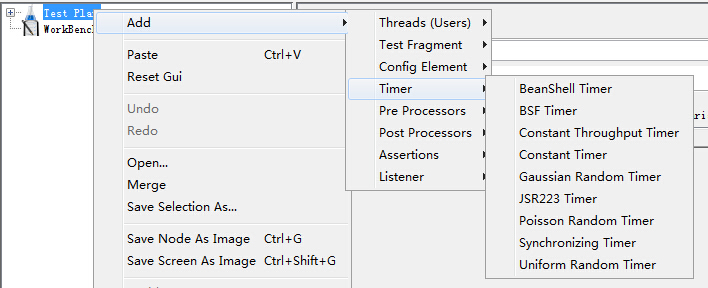 Test Plan
WorkBench
Add
Paste Ctrl+V
Reset Gui
Undo
Redo
Open...
Merge
Save Selection As...
Save Node As Image Ctrl+G
Save Screen As Image Ctrl+Shift+G
Threads (Users)
Test Fragment
Config Element
Timer
Pre Processors
Post Processors
Assertions
Listener
BeanShell Timer
BSF Timer
Constant Throughput Timer
Constant Timer
Gaussian Random Timer
JSR223 Timer
Poisson Random Timer
Synchronizing Timer
Uniform Random Timer